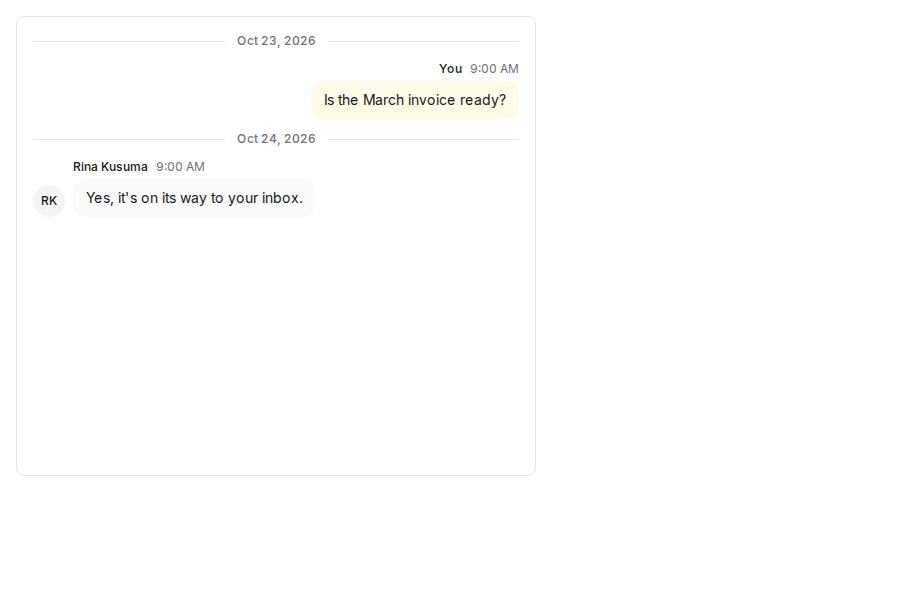 Oct 23, 2026
You 9:00 AM
Is the March invoice ready?
Oct 24, 2026
Rina Kusuma 9:00 AM
RK Yes, it's on its way to your inbox.